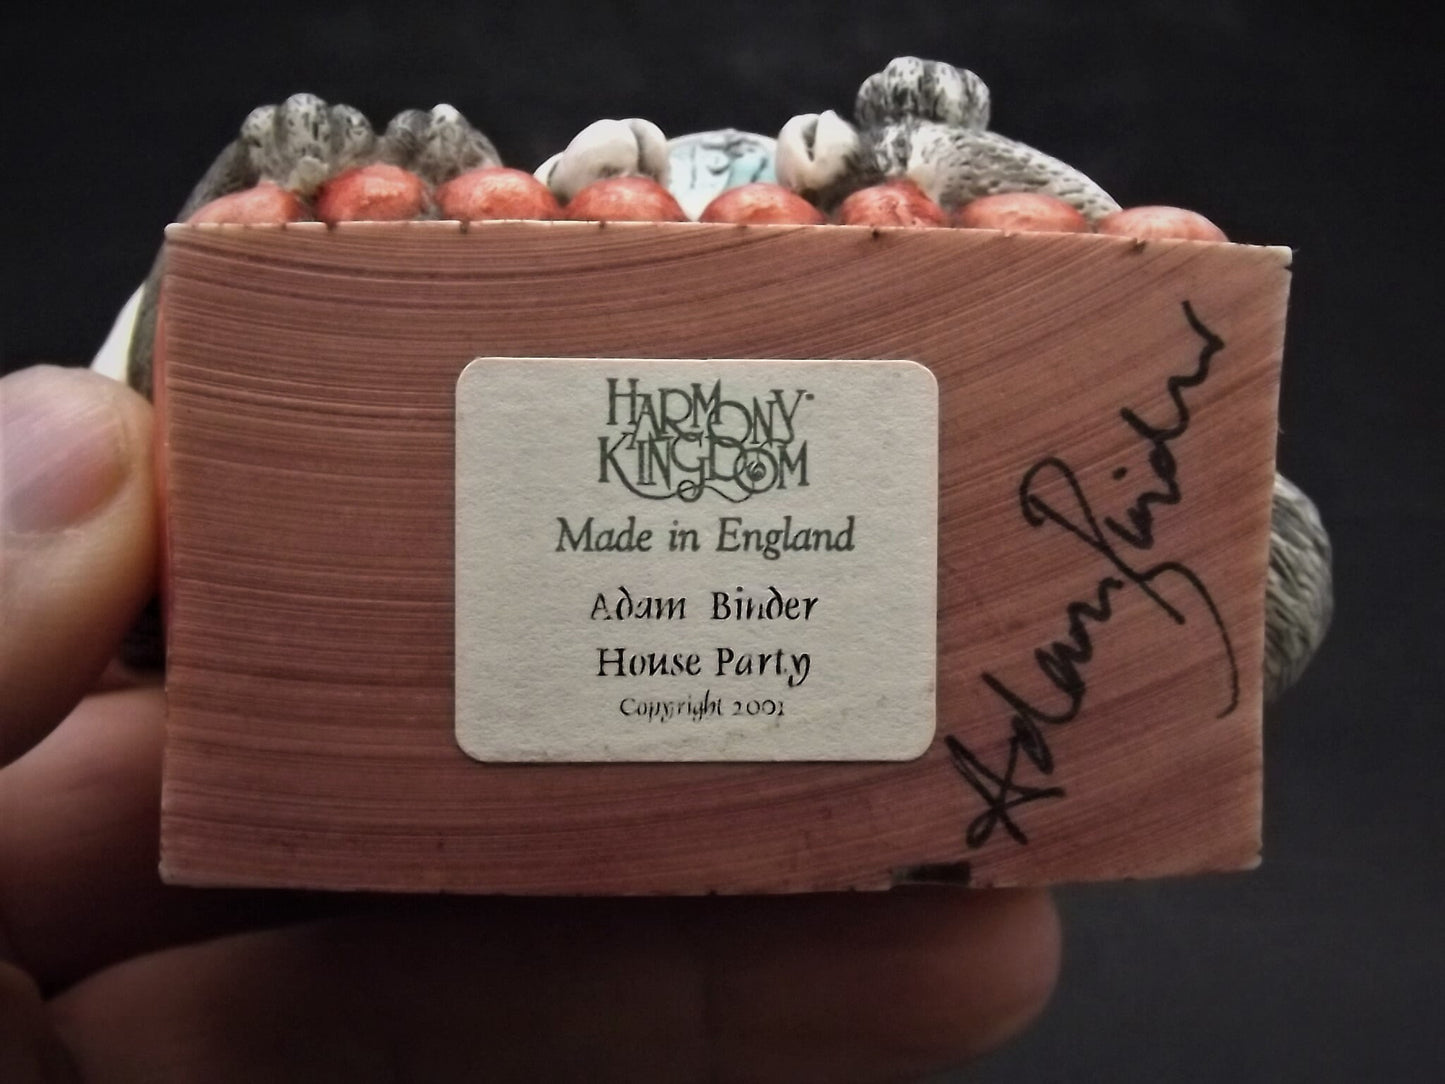 HARMONY
KINGDOM
Made in England
Adam Binder
House Party
Copyright 2001
Adam Binder